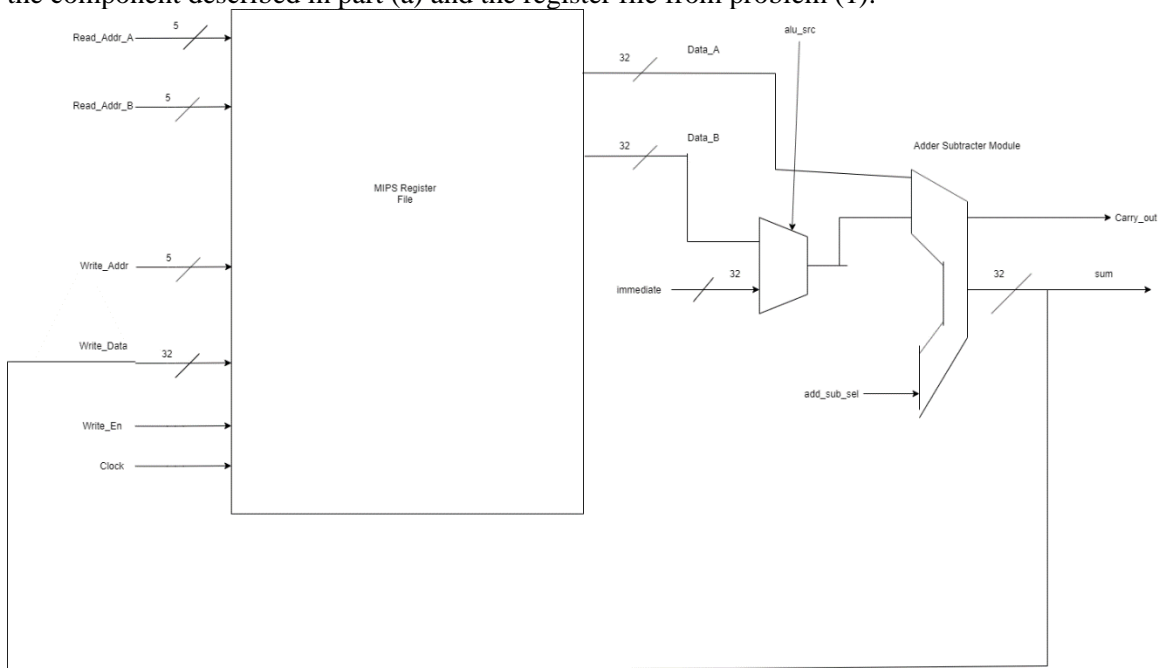 the component described in part (a) and the register file from problem (1).
5
Read_Addr_A
5
Read_Addr_B
MIPS Register
File
5
Write_Addr
Write_Data
32
Write_En
Clock
32
Data_A
32
Data_B
alu_src
immediate
32
Adder Subtracter Module
Carry_out
32
sum
add_sub_sel